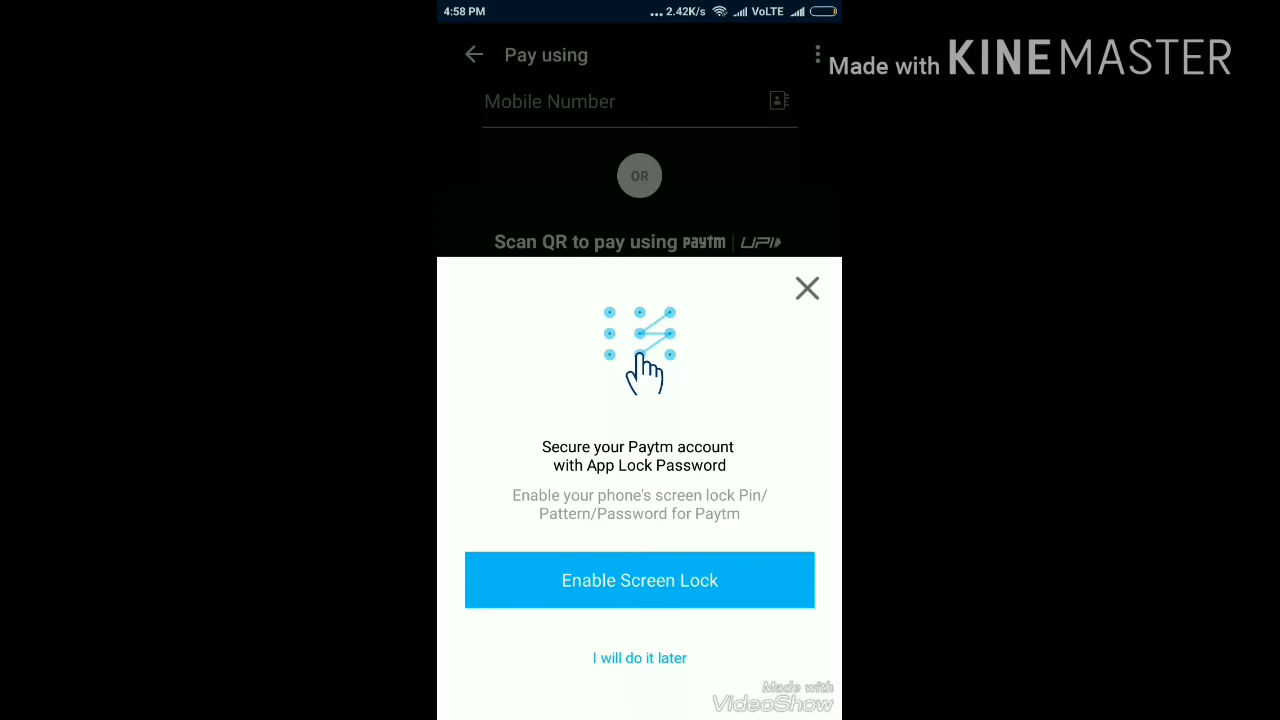 4:58 PM
... 2.42K/s VoLTE
Pay using
Made with KINEMASTER
Mobile Number
OR
Scan QR to pay using paytm | UPI
Secure your Paytm account
with App Lock Password
Enable your phone's screen lock Pin/
Pattern/Password for Paytm
Enable Screen Lock
I will do it later
Made with
VideoShow